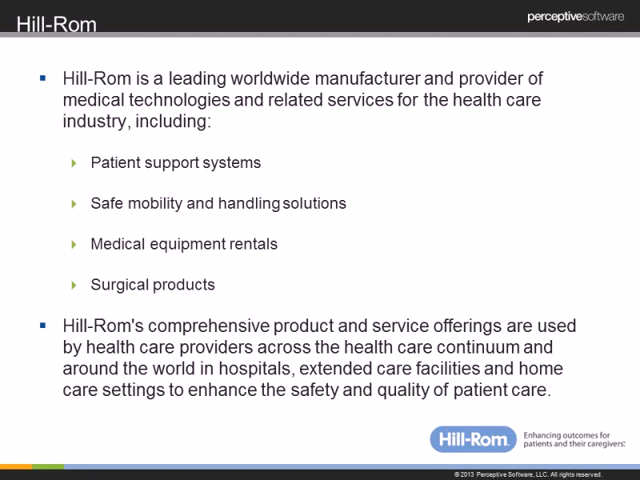 Hill-Rom
perceptivesoftware
Hill-Rom is a leading worldwide manufacturer and provider of
medical technologies and related services for the health care
industry, including:
Patient support systems
Safe mobility and handling solutions
Medical equipment rentals
Surgical products
Hill-Rom's comprehensive product and service offerings are used
by health care providers across the health care continuum and
around the world in hospitals, extended care facilities and home
care settings to enhance the safety and quality of patient care.
Hill-Rom
Enhancing outcomes for
patients and their caregivers:
© 2013 Perceptive Software, LLC. All rights reserved.